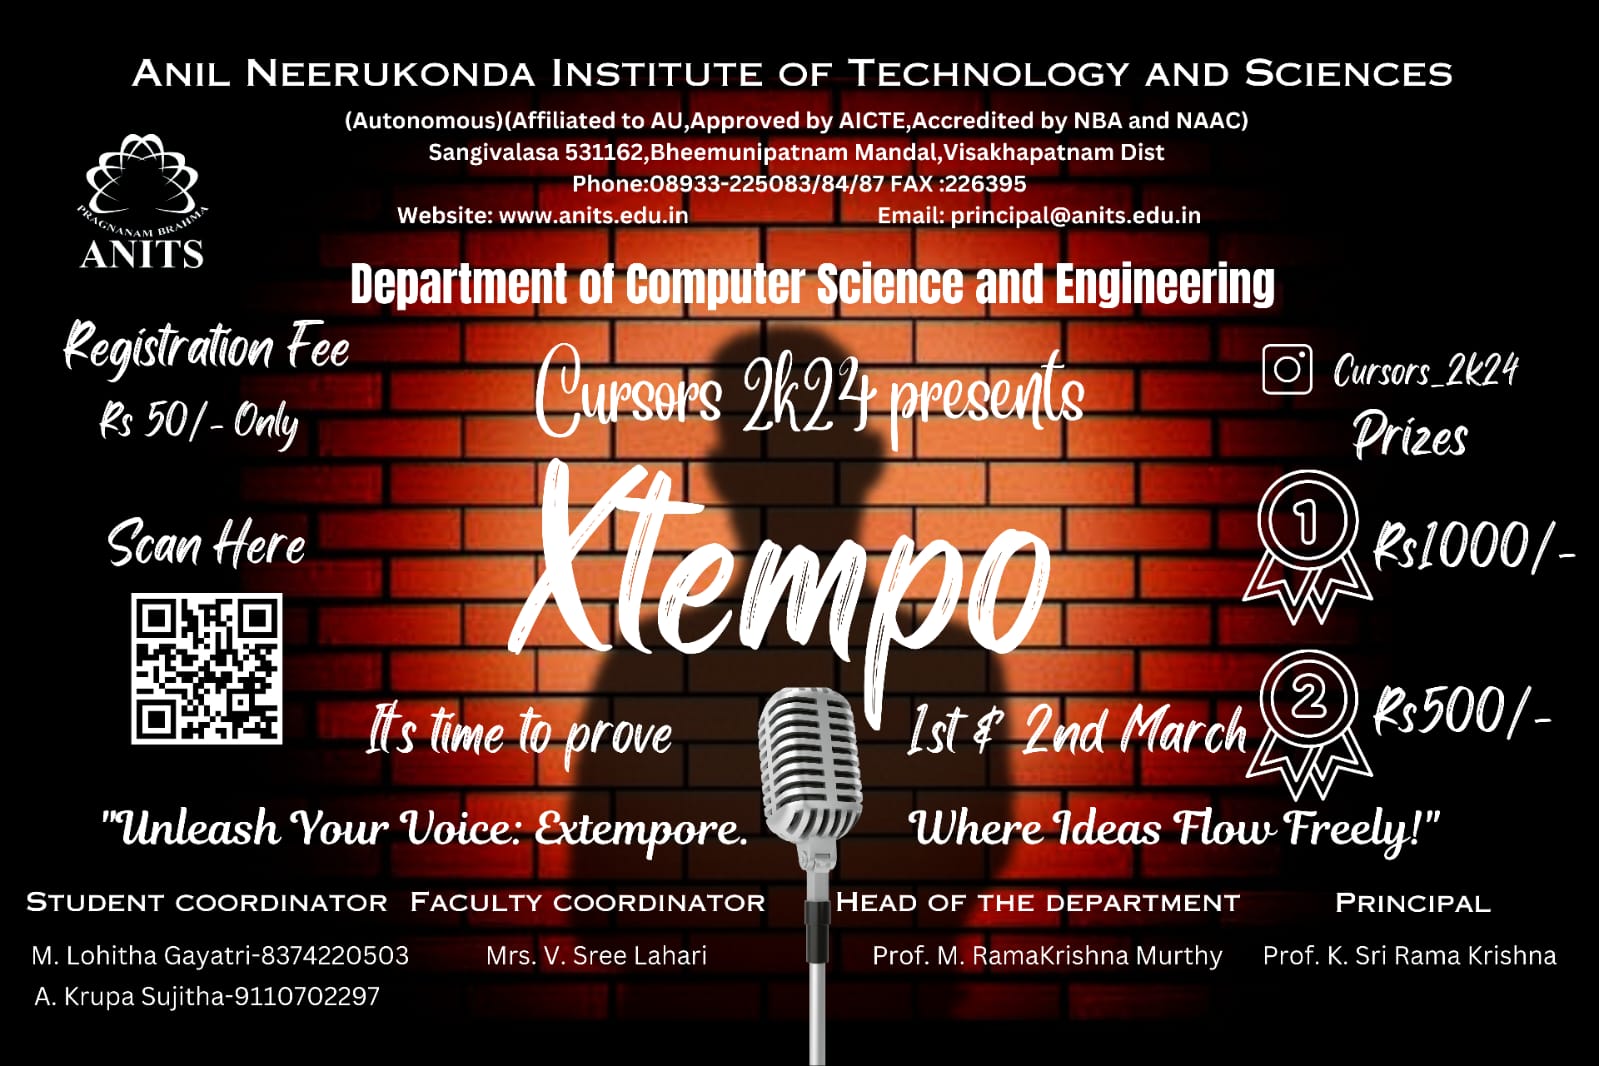 ANIL NEERUKONDA INSTITUTE OF TECHNOLOGY AND SCIENCES
(Autonomous)(Affiliated to AU,Approved by AICTE,Accredited by NBA and NAAC)
Sangivalasa 531162,Bheemunipatnam Mandal,Visakhapatnam Dist
Phone:08933-225083/84/87 FAX :226395
Website: www.anits.edu.in Email: principal@anits.edu.in
PRAGNANAM BRAHMA
ANITS
Department of Computer Science and Engineering
Registration Fee
Rs 50/- Only
Cursors 2k24 presents
Xtempo
Cursors_2k24
Prizes
1 Rs1000/-
2 Rs500/-
Scan Here
It's time to prove
1st & 2nd March
"Unleash Your Voice: Extempore. Where Ideas Flow Freely!"
STUDENT COORDINATOR
M. Lohitha Gayatri-8374220503
A. Krupa Sujitha-9110702297
FACULTY COORDINATOR
Mrs. V. Sree Lahari
HEAD OF THE DEPARTMENT
Prof. M. RamaKrishna Murthy
PRINCIPAL
Prof. K. Sri Rama Krishna